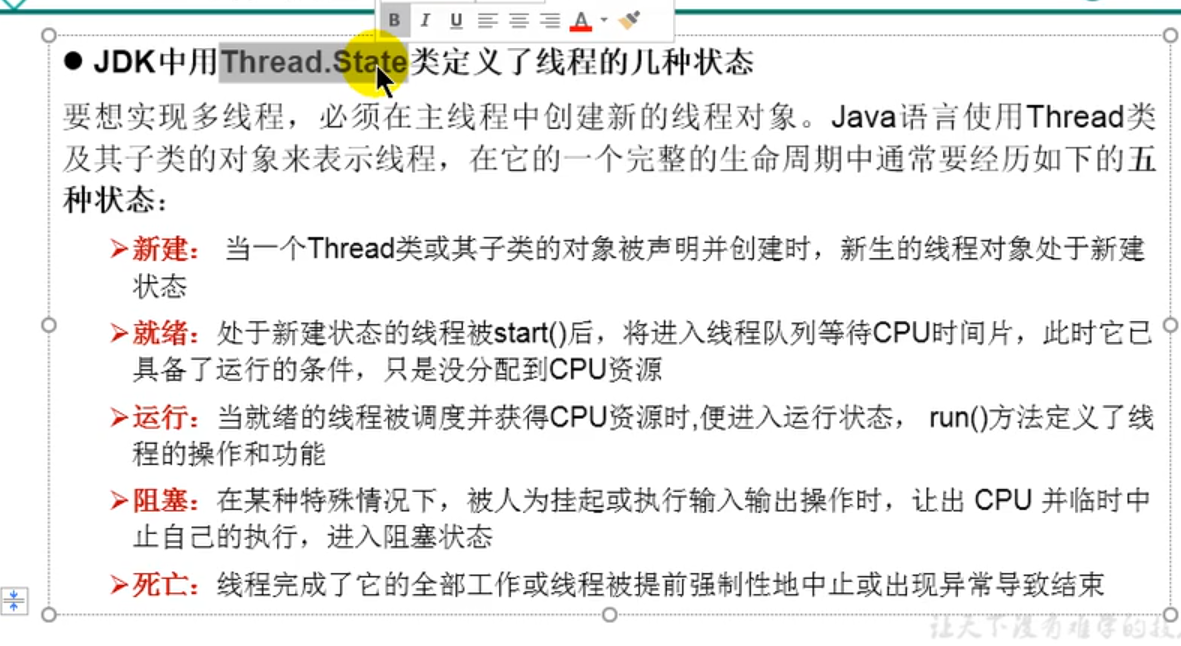 B I U A
● JDK中用Thread.State类定义了线程的几种状态
要想实现多线程，必须在主线程中创建新的线程对象。Java语言使用Thread类
及其子类的对象来表示线程，在它的一个完整的生命周期中通常要经历如下的五
种状态：
➢新建： 当一个Thread类或其子类的对象被声明并创建时，新生的线程对象处于新建
状态
➢就绪：处于新建状态的线程被start()后，将进入线程队列等待CPU时间片，此时它已
具备了运行的条件，只是没分配到CPU资源
➢运行：当就绪的线程被调度并获得CPU资源时,便进入运行状态， run()方法定义了线
程的操作和功能
➢阻塞：在某种特殊情况下，被人为挂起或执行输入输出操作时，让出 CPU 并临时中
止自己的执行，进入阻塞状态
➢死亡：线程完成了它的全部工作或线程被提前强制性地中止或出现异常导致结束
让天下没有难学的技